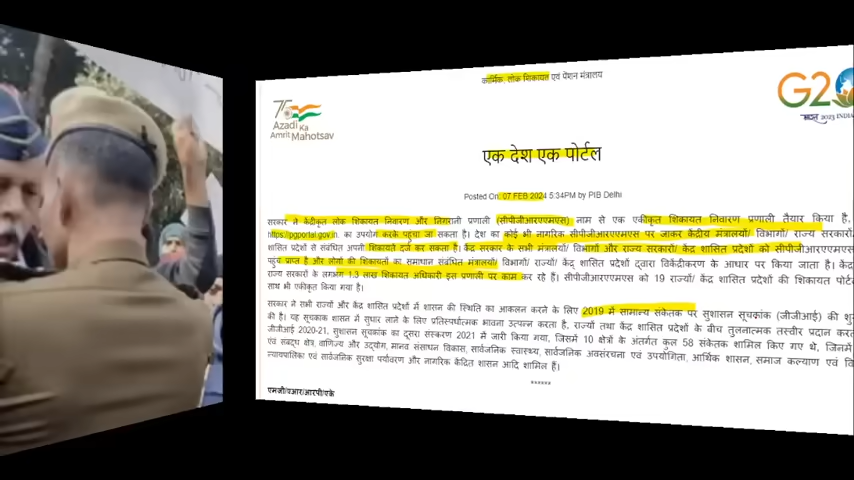 कार्मिक, लोक शिकायत एवं पेंशन मंत्रालय
75
Azadi Ka
Amrit Mahotsav
G20
भारत 2023 INDIA
एक देश एक पोर्टल
Posted On: 07 FEB 2024 5:34PM by PIB Delhi
सरकार ने केंद्रीकृत लोक शिकायत निवारण और निगरानी प्रणाली (सीपीजीआरएएमएस) नाम से एक एकीकृत शिकायत निवारण प्रणाली तैयार किया है,
https://pgportal.gov.in. का उपयोग करके पहुंचा जा सकता है। देश का कोई भी नागरिक सीपीजीआरएएमएस पर जाकर केंद्रीय मंत्रालयों/ विभागों/ राज्य सरकारों/
शासित प्रदेशों से संबंधित अपनी शिकायतें दर्ज कर सकता है। केंद्र सरकार के सभी मंत्रालयों/ विभागों और राज्य सरकारों/ केंद्र शासित प्रदेशों को सीपीजीआरएएमएस
पहुंच प्राप्त है और लोगों की शिकायतों का समाधान संबंधित मंत्रालयों/ विभागों/ राज्यों/ केंद्र शासित प्रदेशों द्वारा विकेंद्रीकरण के आधार पर किया जाता है। केंद्र
राज्य सरकारों के लगभग 1.3 लाख शिकायत अधिकारी इस प्रणाली पर काम कर रहे हैं। सीपीजीआरएएमएस को 19 राज्यों/ केंद्र शासित प्रदेशों की शिकायत पोर्टल
साथ भी एकीकृत किया गया है।
सरकार ने सभी राज्यों और केंद्र शासित प्रदेशों में शासन की स्थिति का आकलन करने के लिए 2019 में सामान्य संकेतक पर सुशासन सूचकांक (जीजीआई) की शुरु
की है। यह सूचकांक शासन में सुधार लाने के लिए प्रतिस्पर्धात्मक भावना उत्पन्न करता है, राज्यों तथा केंद्र शासित प्रदेशों के बीच तुलनात्मक तस्वीर प्रदान करता
जीजीआई 2020-21, सुशासन सूचकांक का दूसरा संस्करण 2021 में जारी किया गया, जिसमें 10 क्षेत्रों के अंतर्गत कुल 58 संकेतक शामिल किए गए थे, जिनमें
एवं संबद्ध क्षेत्र, वाणिज्य और उद्योग, मानव संसाधन विकास, सार्वजनिक स्वास्थ्य, सार्वजनिक अवसंरचना एवं उपयोगिता, आर्थिक शासन, समाज कल्याण एवं वि
न्यायपालिका एवं सार्वजनिक सुरक्षा पर्यावरण और नागरिक केंद्रित शासन आदि शामिल हैं।
******
एमजी/एआर/आरपी/एके